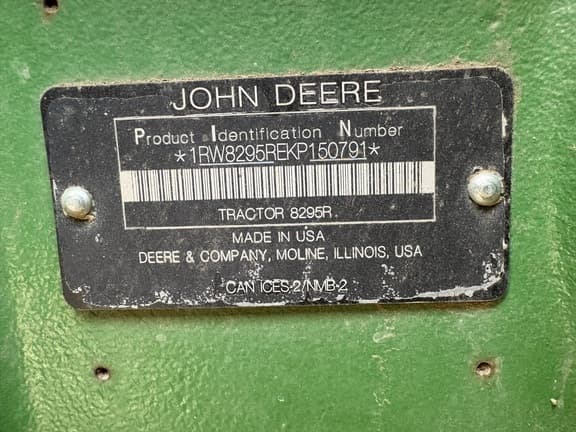 JOHN DEERE
Product Identification Number
*1RW8295REKP150791*
TRACTOR 8295R
MADE IN USA
DEERE & COMPANY, MOLINE, ILLINOIS, USA
CAN ICES-2/NMB-2